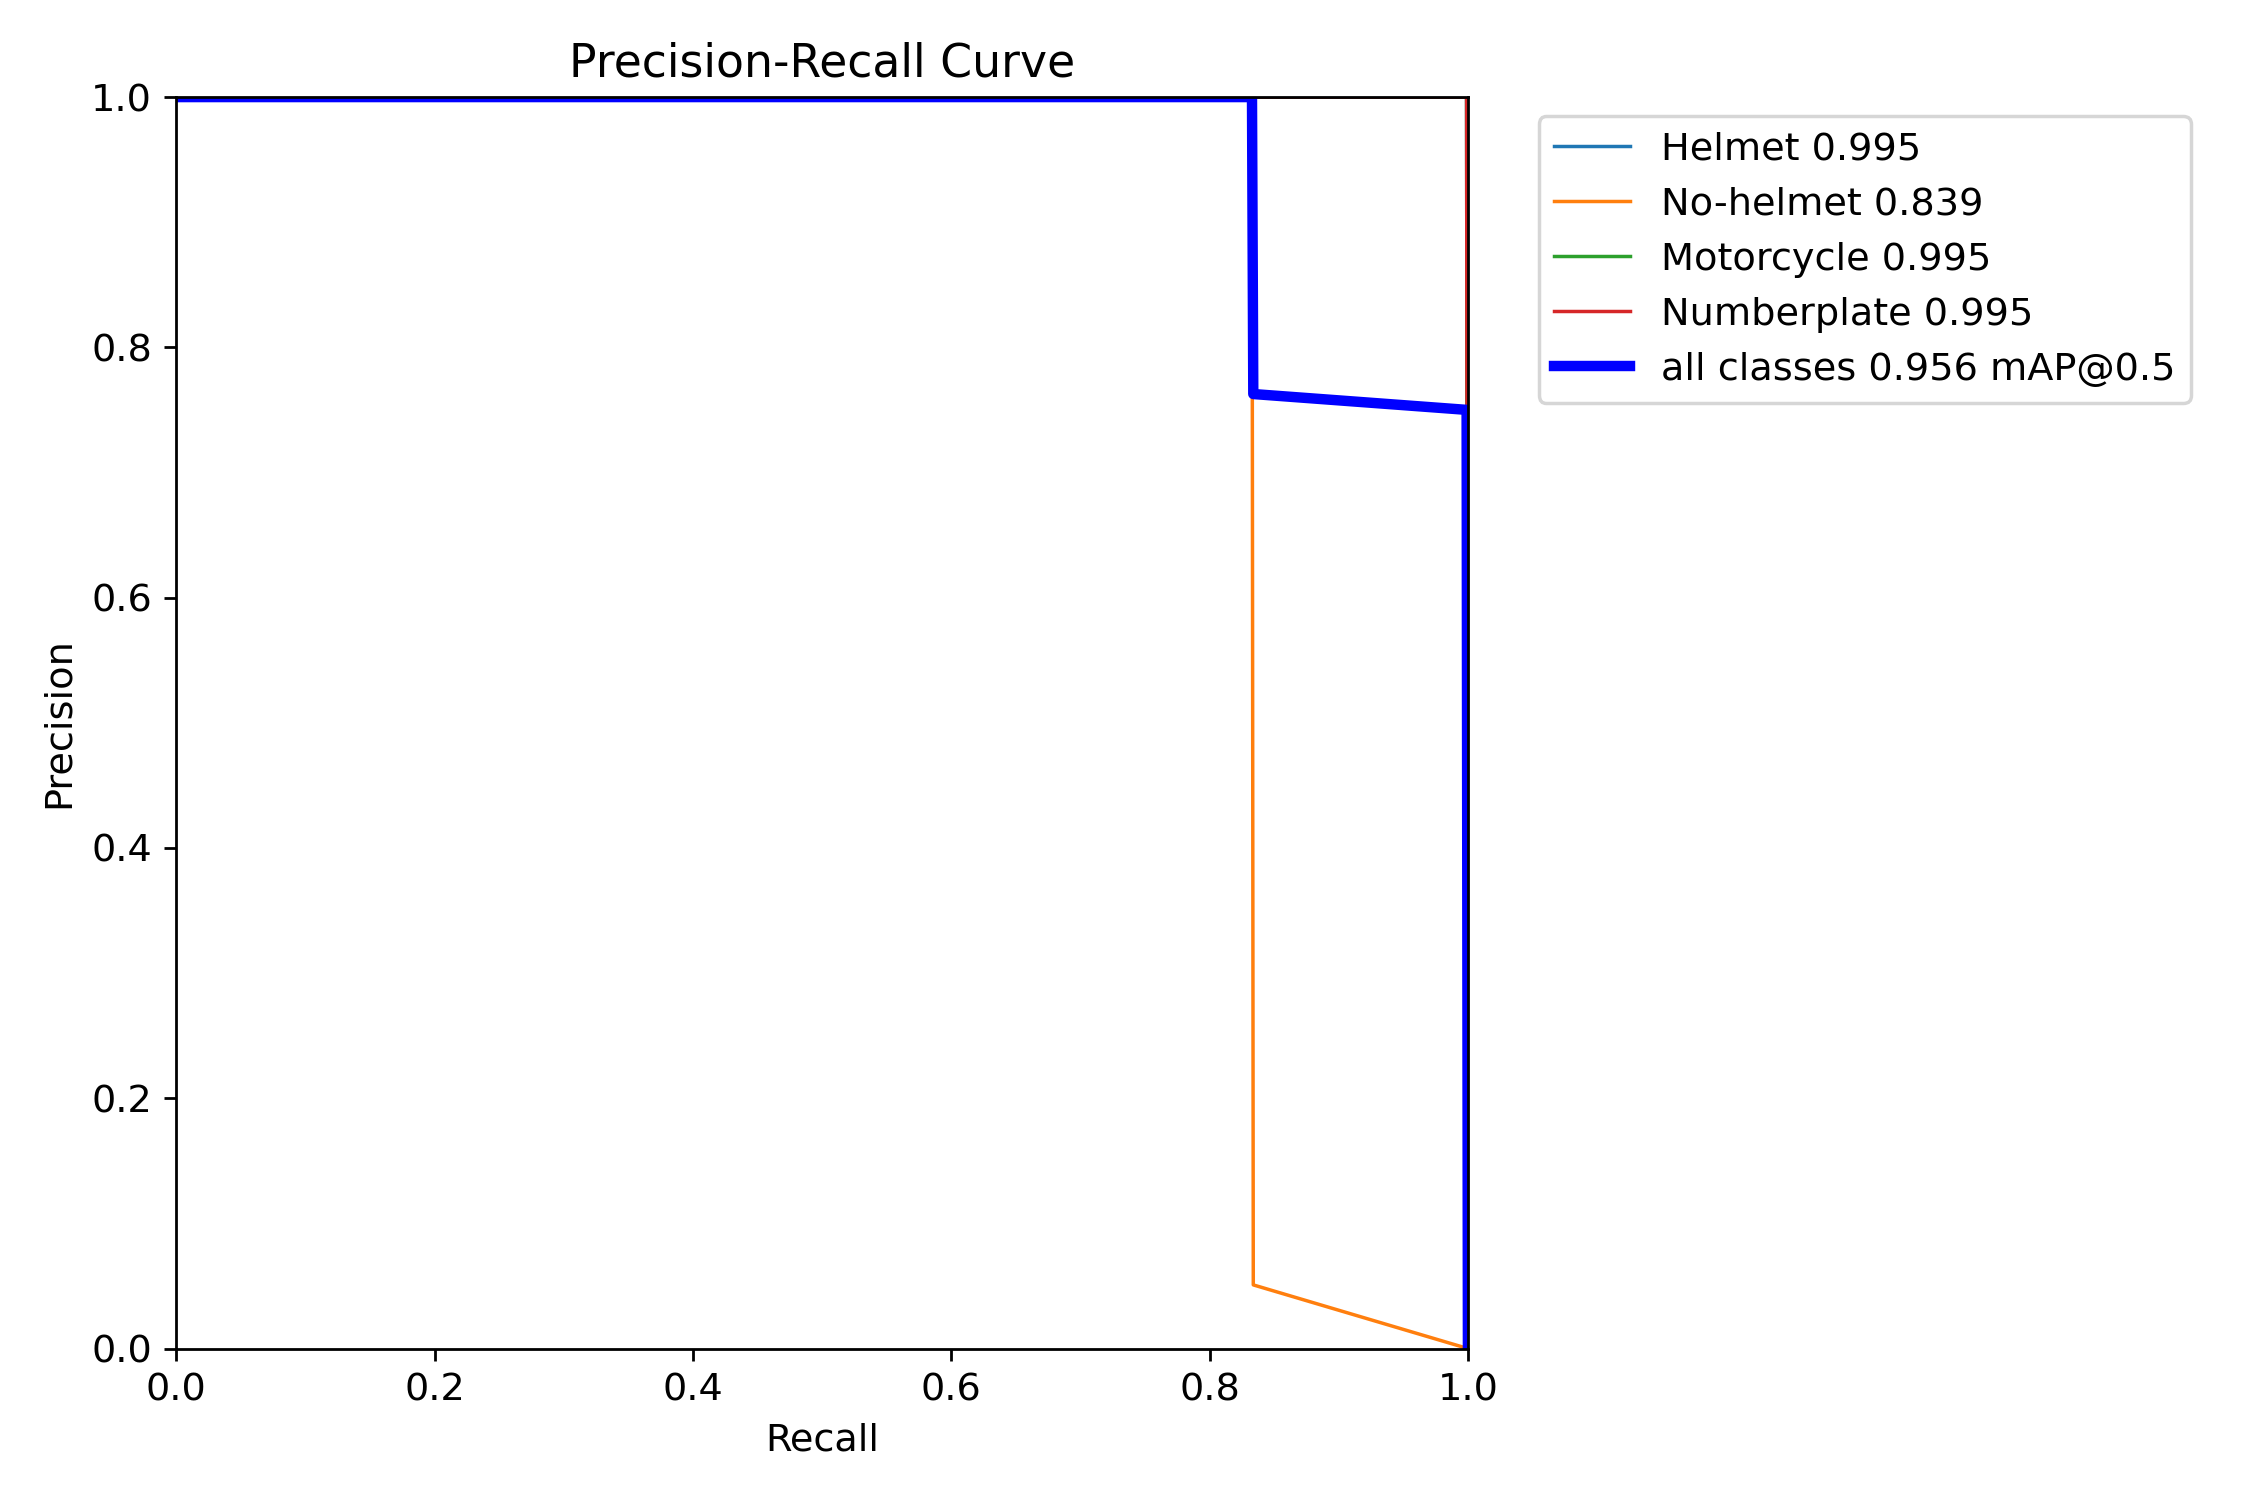 Precision-Recall Curve
1.0
0.8
0.6
0.4
0.2
0.0
Precision
0.0 0.2 0.4 0.6 0.8 1.0
Recall
Helmet 0.995
No-helmet 0.839
Motorcycle 0.995
Numberplate 0.995
all classes 0.956 mAP@0.5